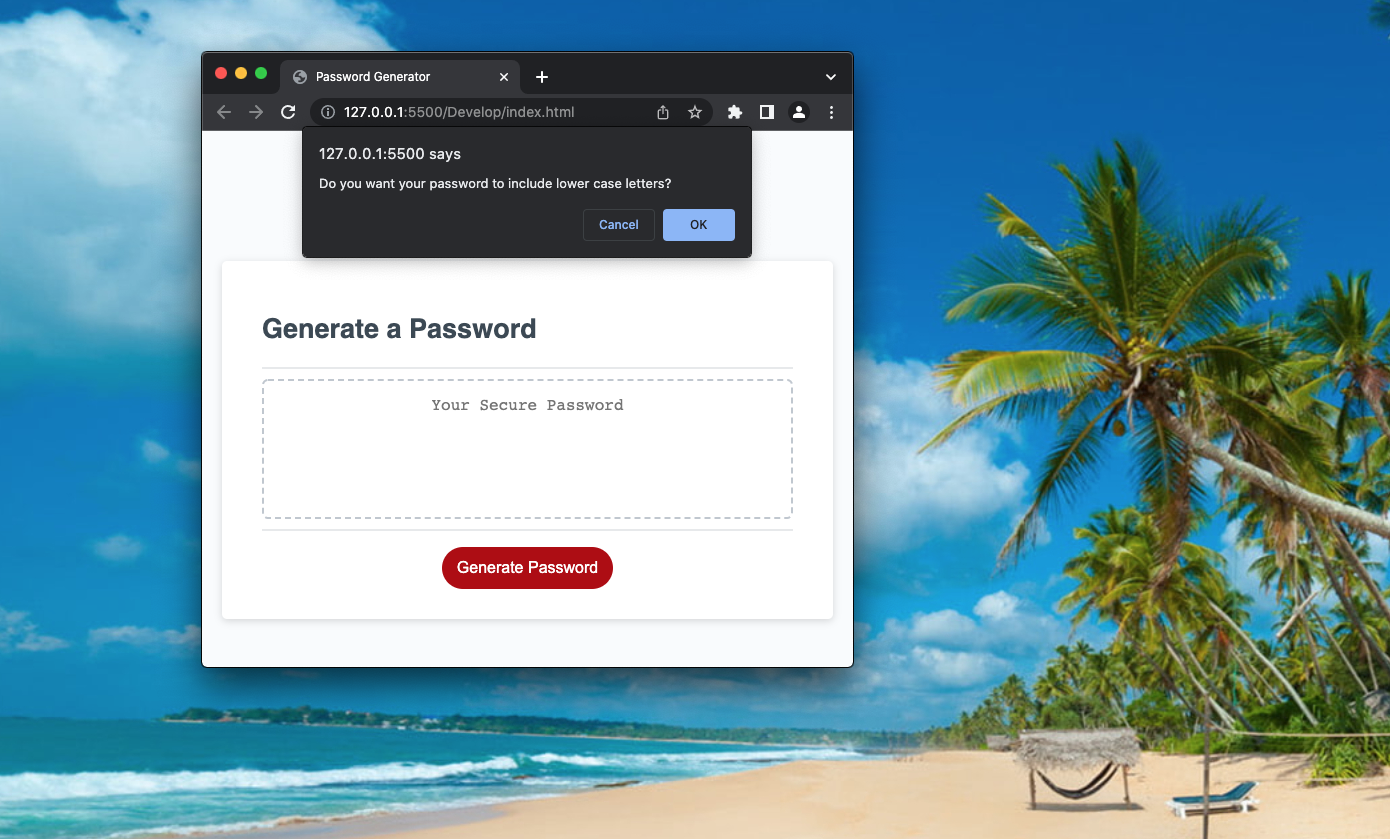 Password Generator
127.0.0.1:5500/Develop/index.html
127.0.0.1:5500 says
Do you want your password to include lower case letters?
Cancel
OK
Generate a Password
Your Secure Password
Generate Password